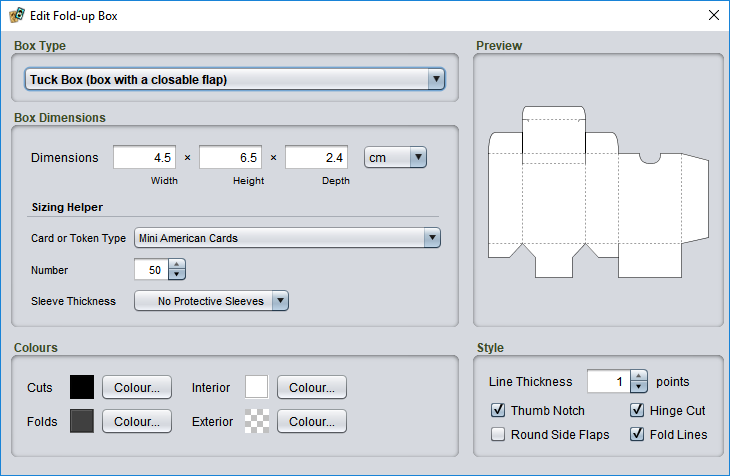 Edit Fold-up Box
Box Type
Tuck Box (box with a closable flap)
Box Dimensions
Dimensions 4.5 × 6.5 × 2.4 cm
Width Height Depth
Sizing Helper
Card or Token Type Mini American Cards
Number 50
Sleeve Thickness No Protective Sleeves
Colours
Cuts Colour... Interior Colour...
Folds Colour... Exterior Colour...
Preview
Style
Line Thickness 1 points
Thumb Notch Hinge Cut
Round Side Flaps Fold Lines